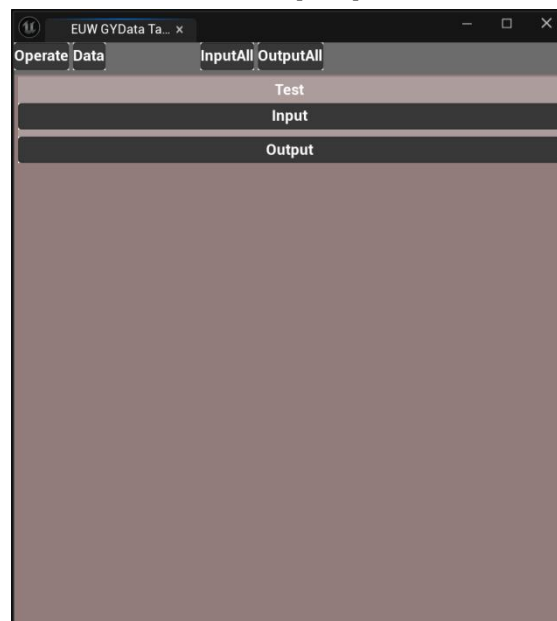 EUW GYData Ta...
Operate Data InputAll OutputAll
Test
Input
Output